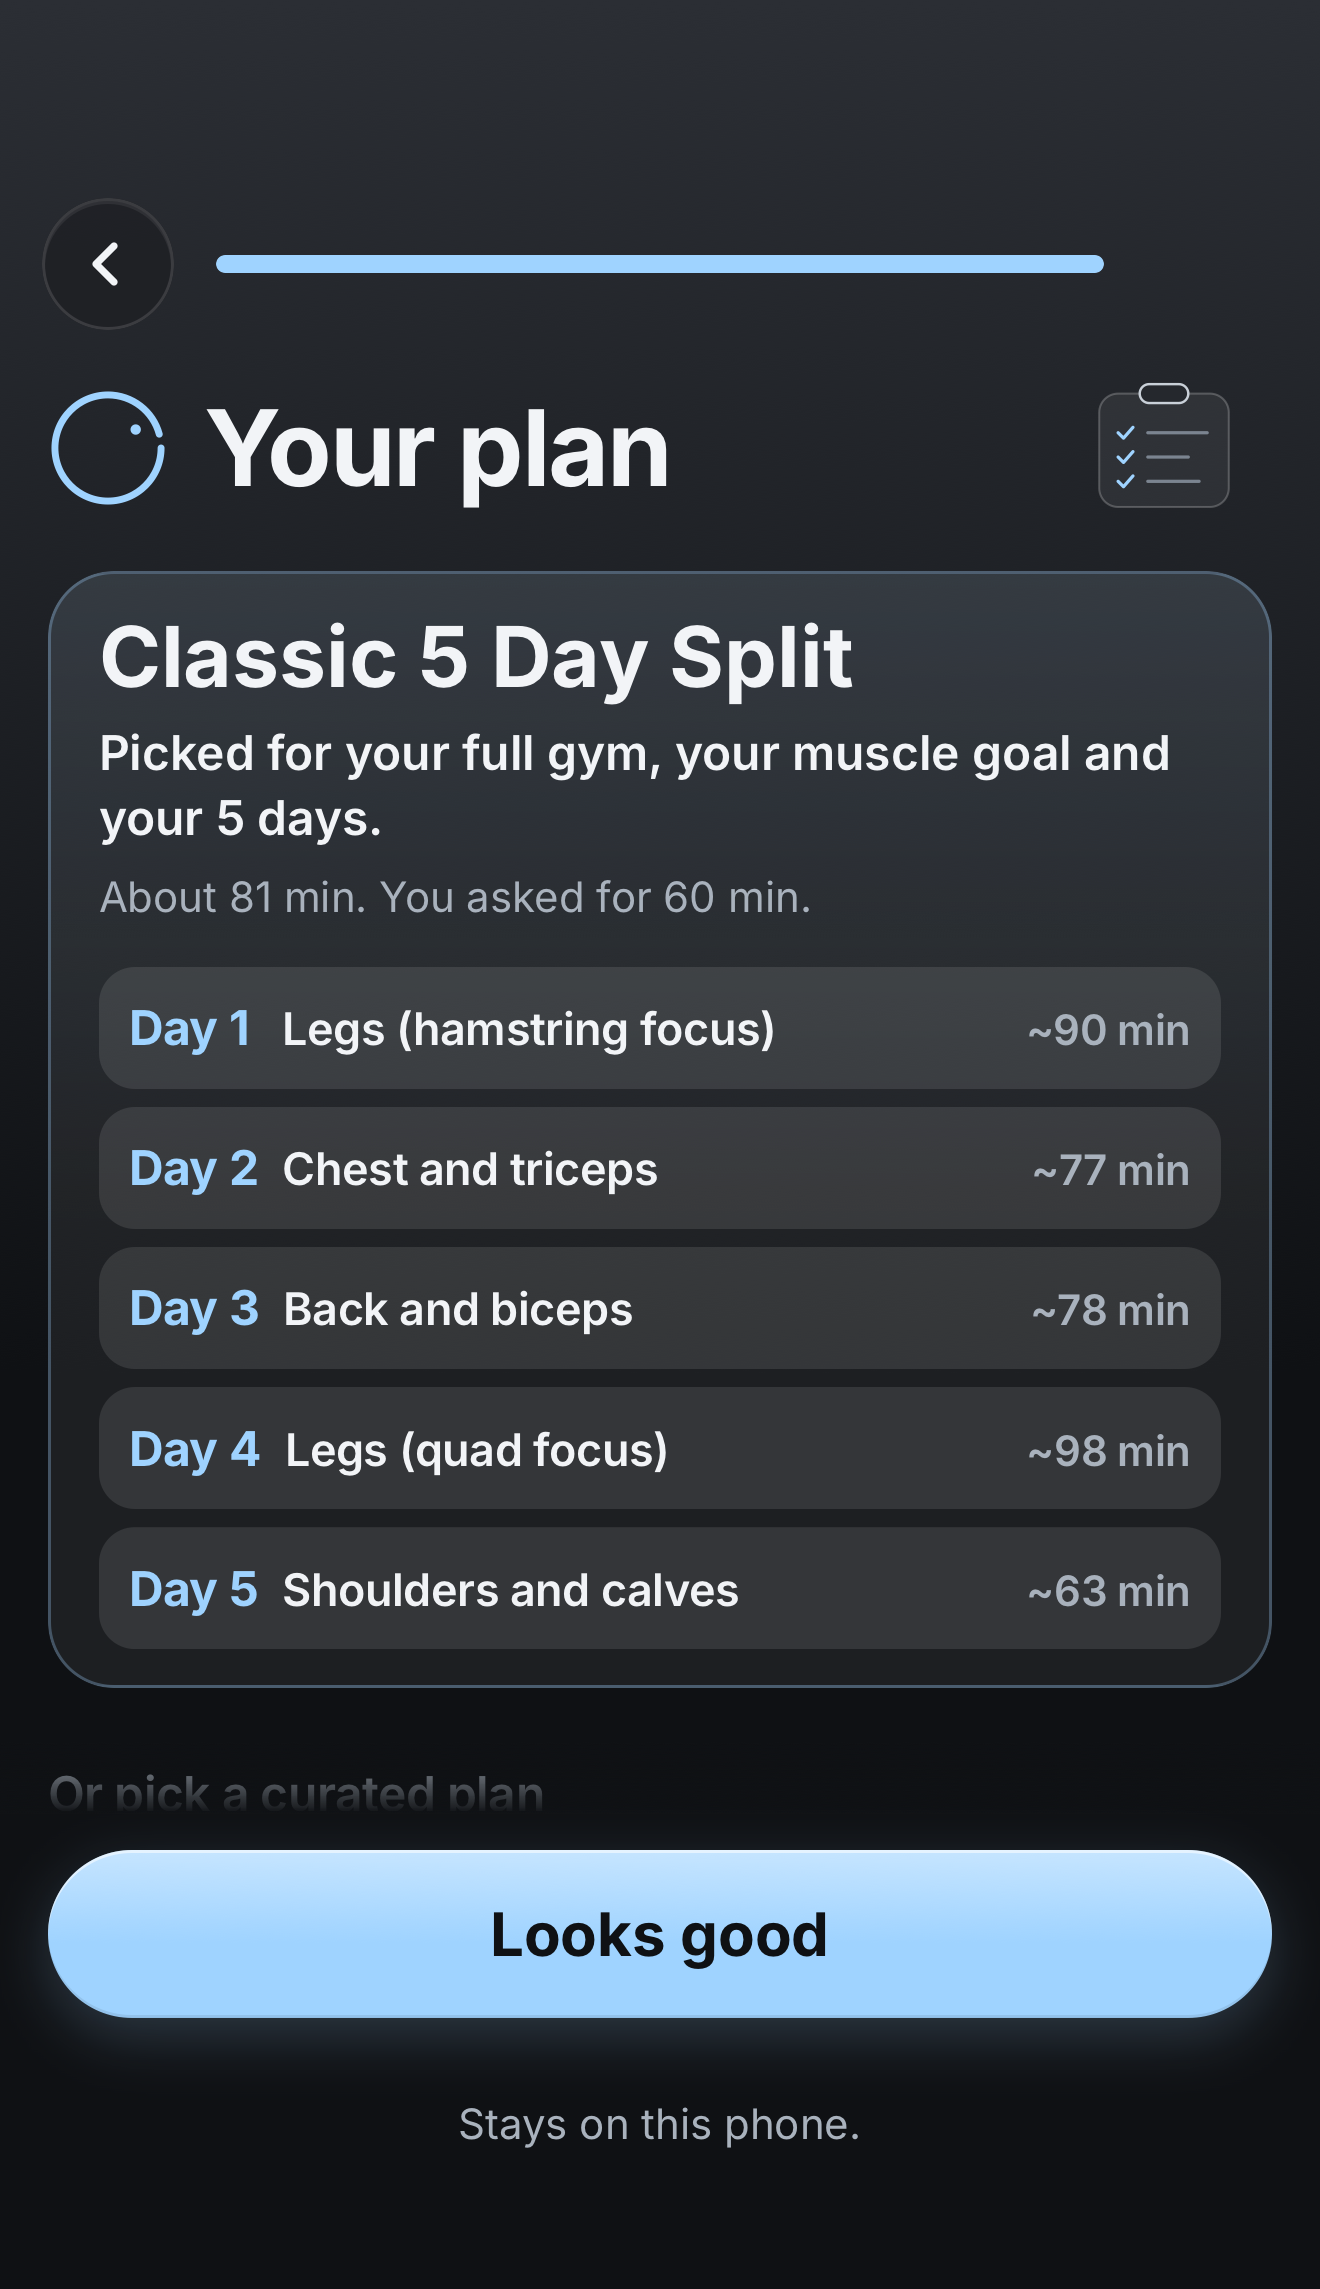 Your plan
Classic 5 Day Split
Picked for your full gym, your muscle goal and
your 5 days.
About 81 min. You asked for 60 min.
Day 1 Legs (hamstring focus) ~90 min
Day 2 Chest and triceps ~77 min
Day 3 Back and biceps ~78 min
Day 4 Legs (quad focus) ~98 min
Day 5 Shoulders and calves ~63 min
Or pick a curated plan
Looks good
Stays on this phone.